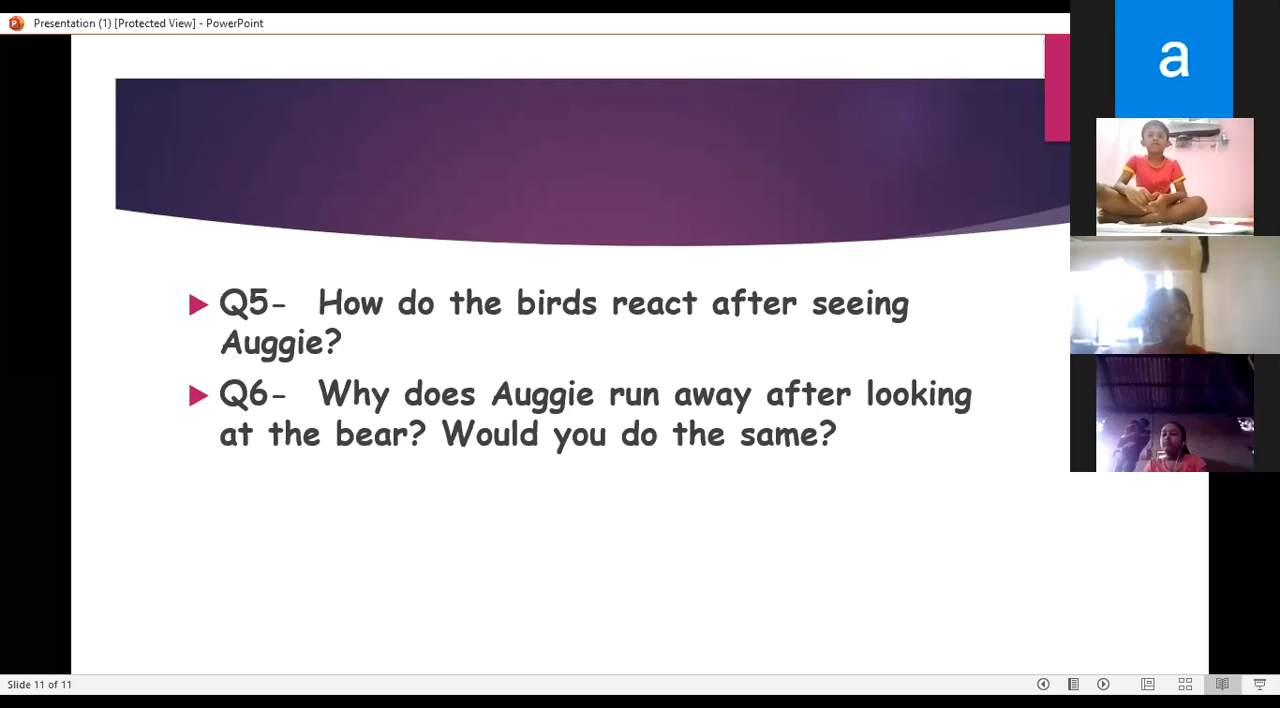 Presentation (1) [Protected View] - PowerPoint
a
Q5- How do the birds react after seeing
Auggie?
Q6- Why does Auggie run away after looking
at the bear? Would you do the same?
Slide 11 of 11